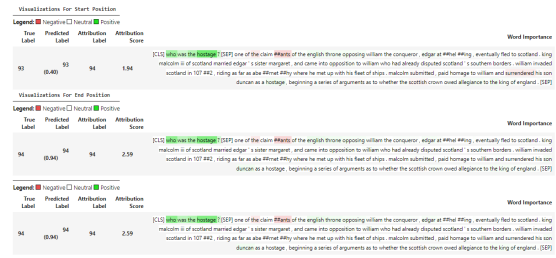 Visualizations For Start Position
Legend: Negative Neutral Positive
True Label Predicted Label Attribution Label Attribution Score Word Importance
93 93 (0.40) 94 1.94 [CLS] who was the hostage ? [SEP] one of the claim ##ants of the english throne opposing william the conqueror , edgar at ##hel ##ing , eventually fled to scotland . king
malcolm iii of scotland married edgar ' s sister margaret , and came into opposition to william who had already disputed scotland ' s southern borders . william invaded
scotland in 107 ##2 , riding as far as abe ##rnet ##hy where he met up with his fleet of ships . malcolm submitted , paid homage to william and surrendered his son
duncan as a hostage , beginning a series of arguments as to whether the scottish crown owed allegiance to the king of england . [SEP]
Visualizations For End Position
Legend: Negative Neutral Positive
True Label Predicted Label Attribution Label Attribution Score Word Importance
94 94 (0.94) 94 2.59 [CLS] who was the hostage ? [SEP] one of the claim ##ants of the english throne opposing william the conqueror , edgar at ##hel ##ing , eventually fled to scotland . king
malcolm iii of scotland married edgar ' s sister margaret , and came into opposition to william who had already disputed scotland ' s southern borders . william invaded
scotland in 107 ##2 , riding as far as abe ##rnet ##hy where he met up with his fleet of ships . malcolm submitted , paid homage to william and surrendered his son
duncan as a hostage , beginning a series of arguments as to whether the scottish crown owed allegiance to the king of england . [SEP]
Legend: Negative Neutral Positive
True Label Predicted Label Attribution Label Attribution Score Word Importance
94 94 (0.94) 94 2.59 [CLS] who was the hostage ? [SEP] one of the claim ##ants of the english throne opposing william the conqueror , edgar at ##hel ##ing , eventually fled to scotland . king
malcolm iii of scotland married edgar ' s sister margaret , and came into opposition to william who had already disputed scotland ' s southern borders . william invaded
scotland in 107 ##2 , riding as far as abe ##rnet ##hy where he met up with his fleet of ships . malcolm submitted , paid homage to william and surrendered his son
duncan as a hostage , beginning a series of arguments as to whether the scottish crown owed allegiance to the king of england . [SEP]